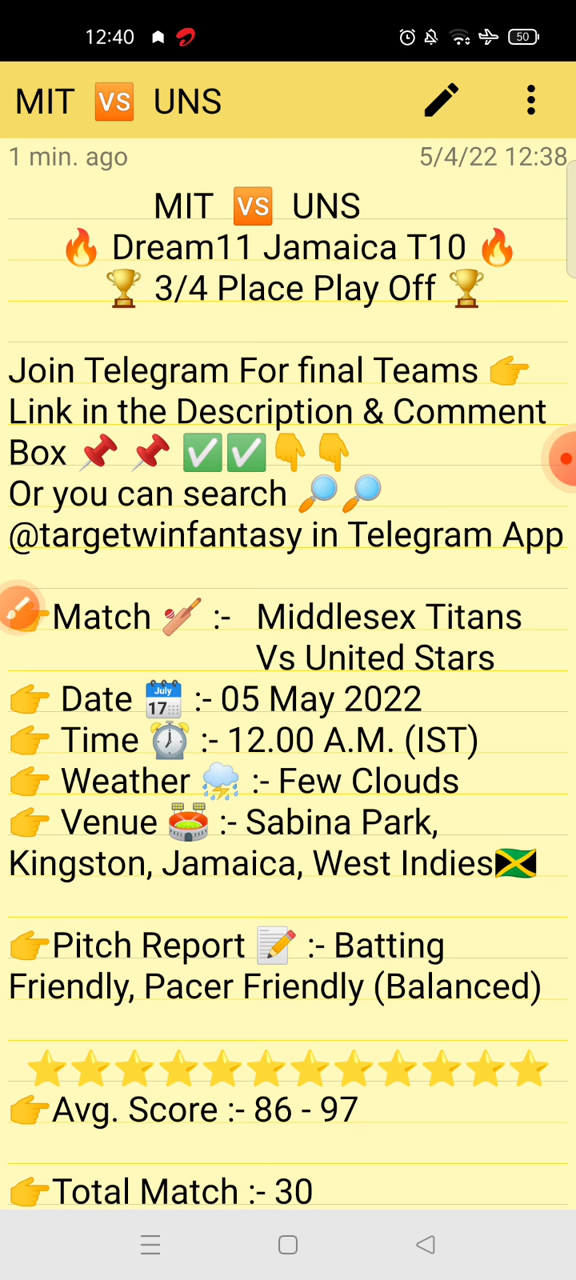 12:40
50
MIT 🆚 UNS
1 min. ago 5/4/22 12:38
MIT 🆚 UNS
🔥 Dream11 Jamaica T10 🔥
🏆 3/4 Place Play Off 🏆
Join Telegram For final Teams 👉
Link in the Description & Comment
Box 📌 📌 ✅✅👇👇
Or you can search 🔎🔎
@targetwinfantasy in Telegram App
👉Match 🏏 :- Middlesex Titans
Vs United Stars
👉 Date 📅 :- 05 May 2022
👉 Time ⏰ :- 12.00 A.M. (IST)
👉 Weather ⛈️ :- Few Clouds
👉 Venue 🏟️ :- Sabina Park,
Kingston, Jamaica, West Indies🇯🇲
👉Pitch Report 📝 :- Batting
Friendly, Pacer Friendly (Balanced)
⭐⭐⭐⭐⭐⭐⭐⭐⭐⭐⭐⭐
👉Avg. Score :- 86 - 97
👉Total Match :- 30